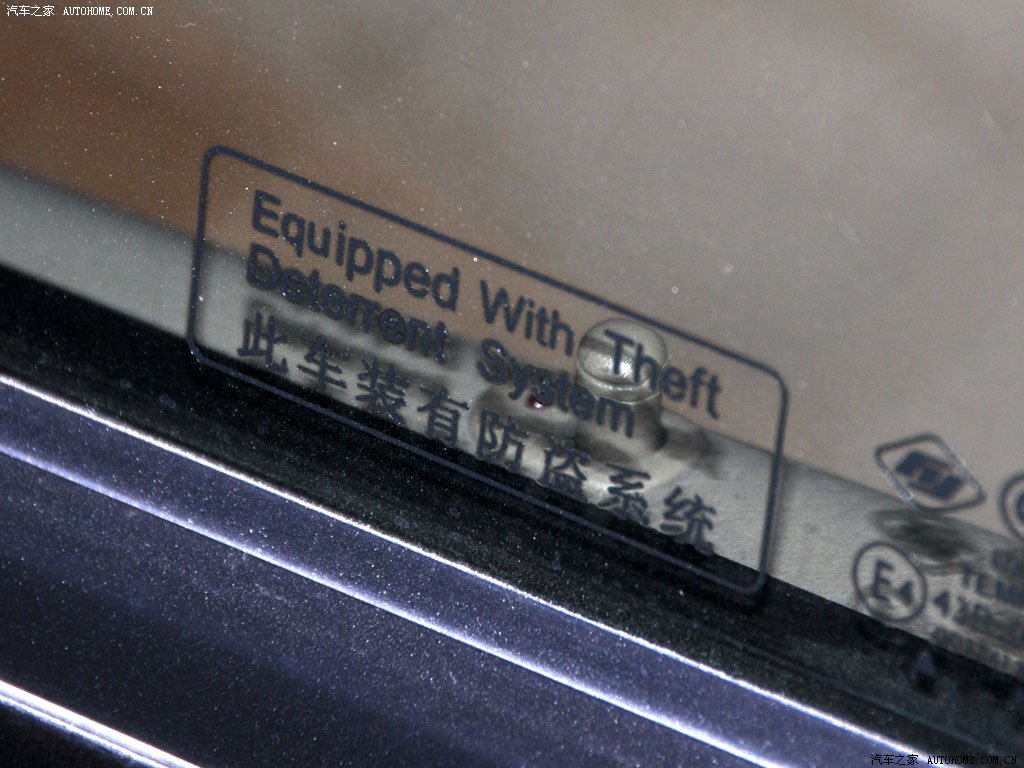 汽车之家 AUTOHOME.COM.CN
Equipped With Theft
Deterrent System
此车装有防盗系统
E4
汽车之家 AUTOHOME.COM.CN